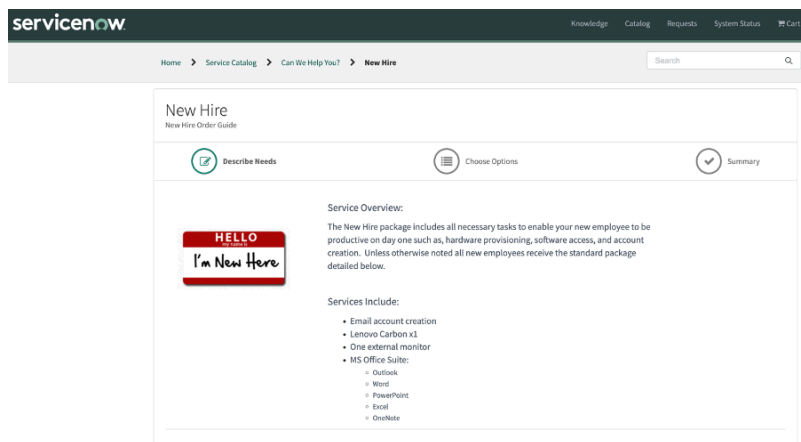 servicenow
Knowledge Catalog Requests System Status Cart
Home > Service Catalog > Can We Help You? > New Hire
Search
New Hire
New Hire Order Guide
Describe Needs
Choose Options
Summary
HELLO
my name is
I'm New Here
Service Overview:
The New Hire package includes all necessary tasks to enable your new employee to be
productive on day one such as, hardware provisioning, software access, and account
creation. Unless otherwise noted all new employees receive the standard package
detailed below.
Services Include:
• Email account creation
• Lenovo Carbon x1
• One external monitor
• MS Office Suite:
○ Outlook
○ Word
○ PowerPoint
○ Excel
○ OneNote